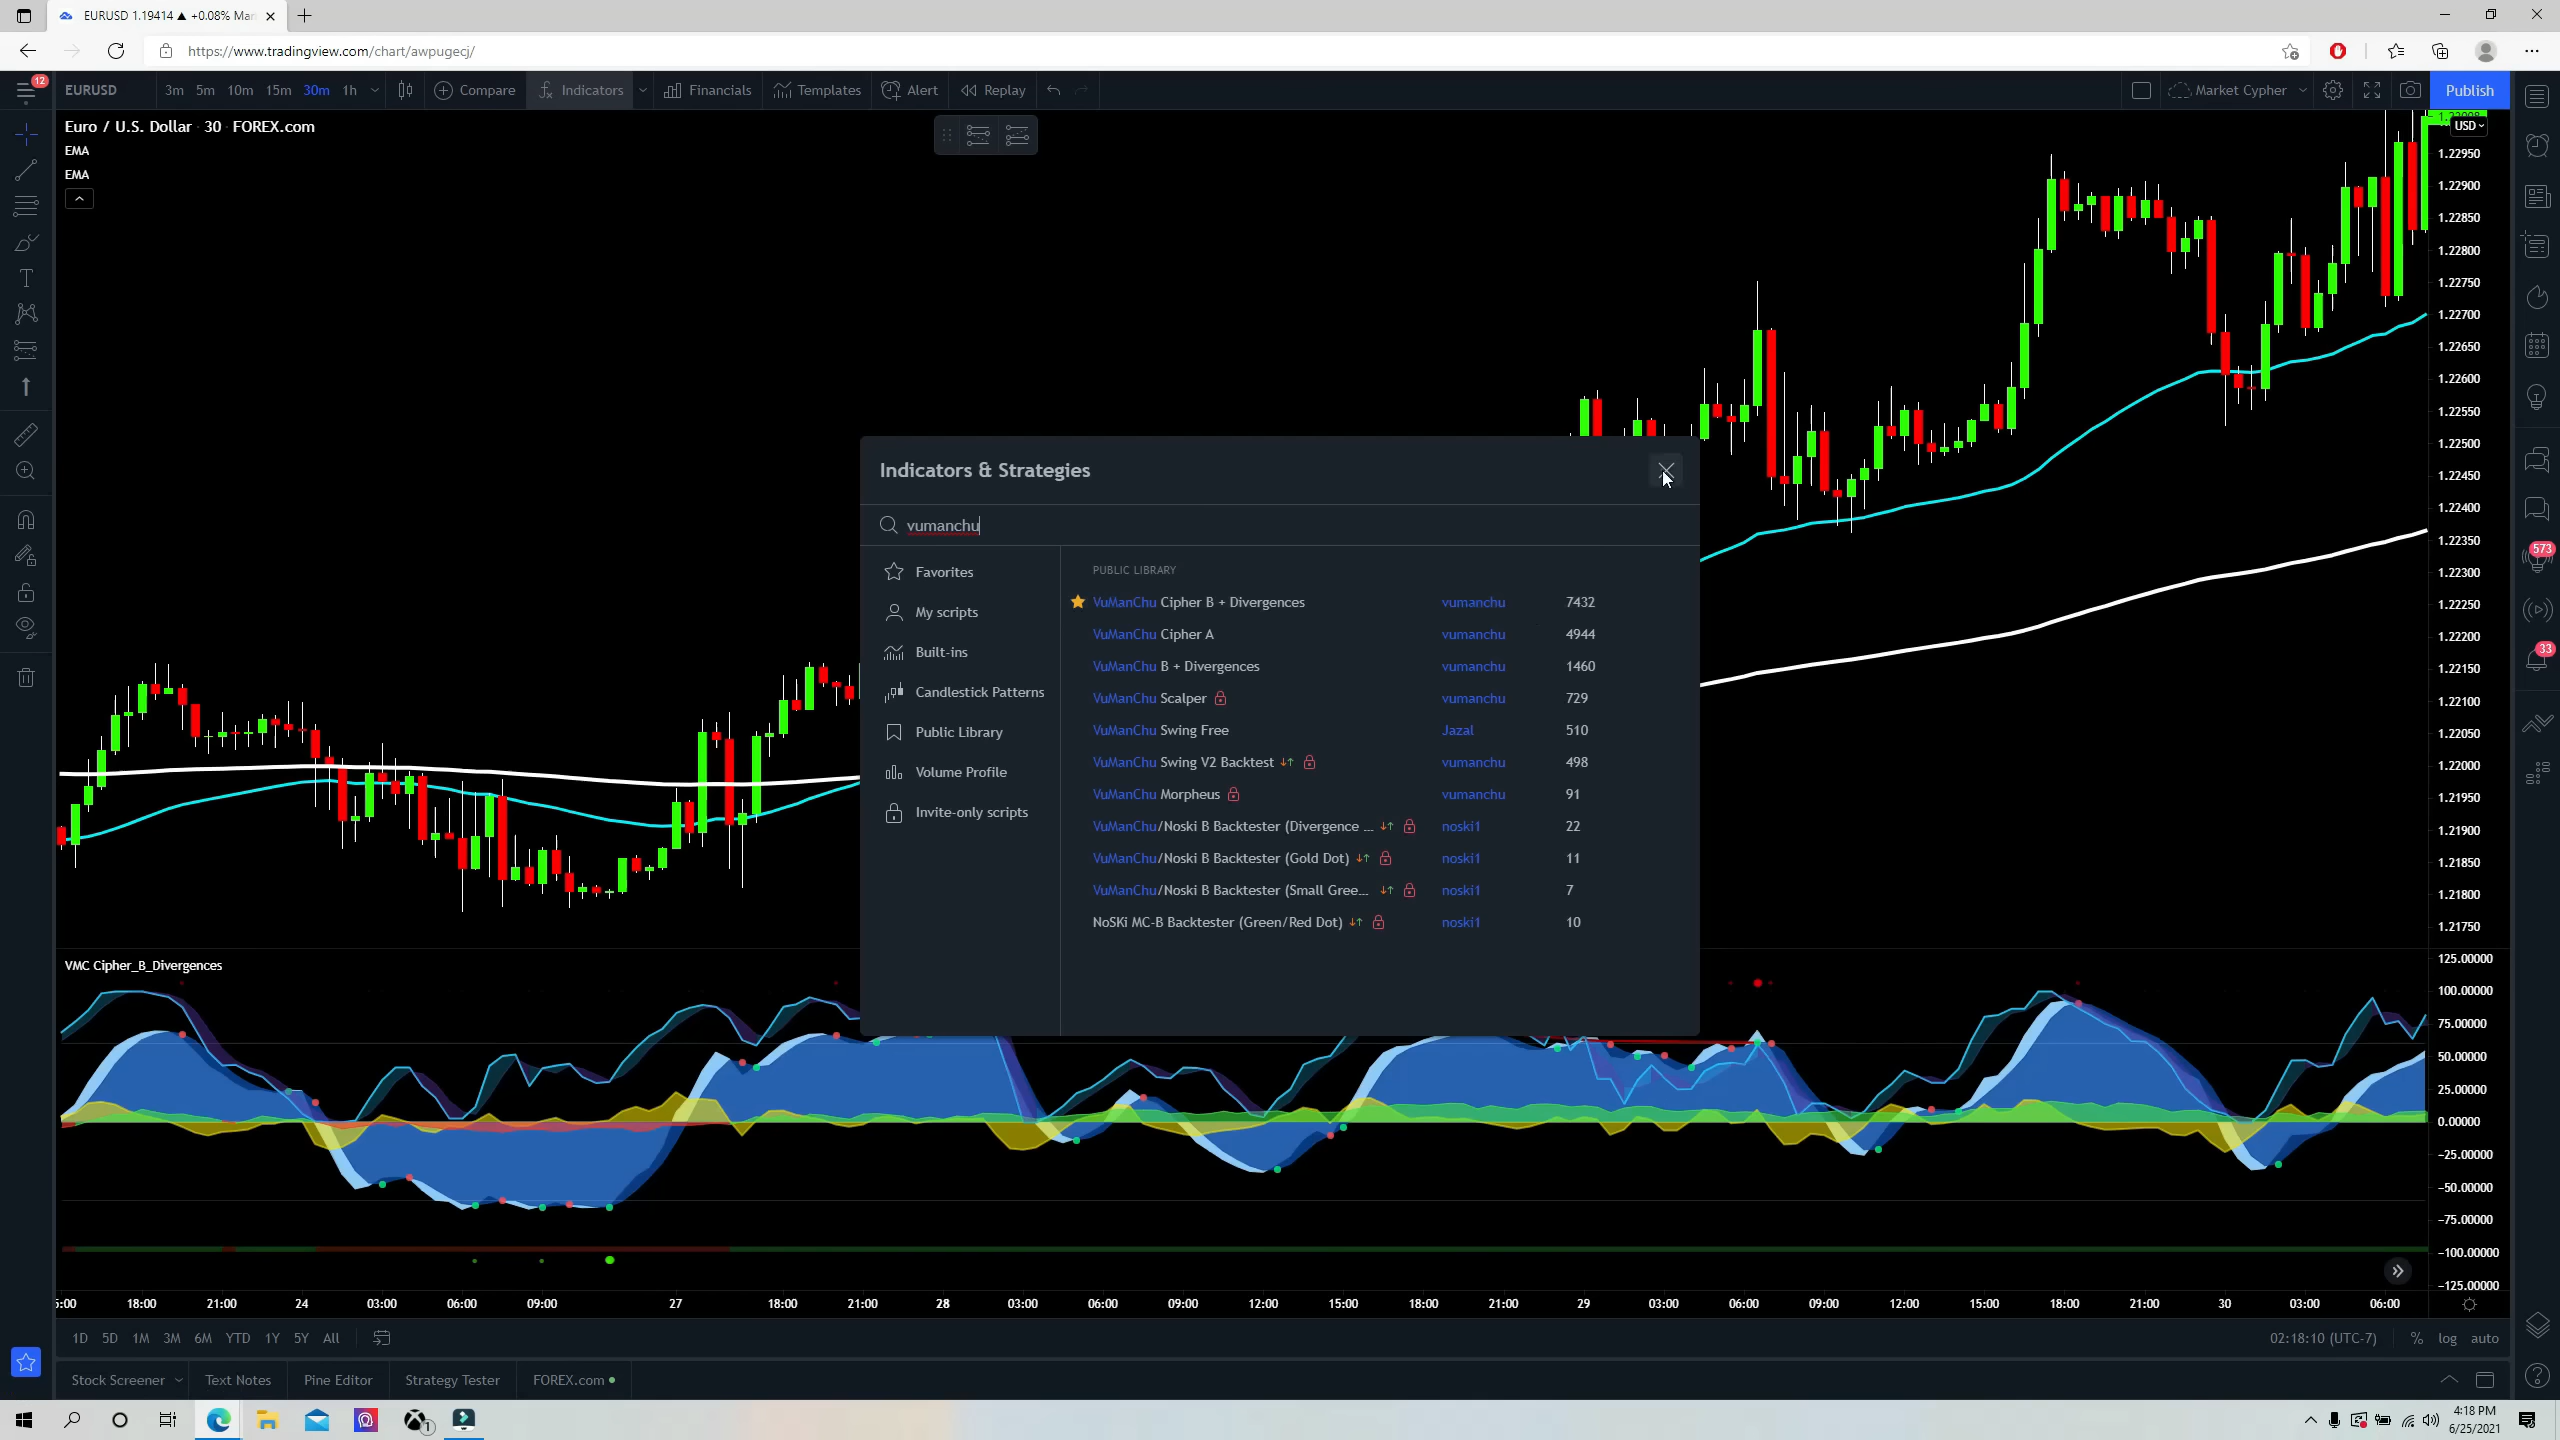 EURUSD 1.19414 ▲ +0.08% Mar
https://www.tradingview.com/chart/awpugecj/
12
EURUSD 3m 5m 10m 15m 30m 1h Compare Indicators Financials Templates Alert Replay Market Cypher Publish
Euro / U.S. Dollar · 30 · FOREX.com
EMA
EMA
USD
1.22950
1.22900
1.22850
1.22800
1.22750
1.22700
1.22650
1.22600
1.22550
1.22500
1.22450
1.22400
1.22350
1.22300
1.22250
1.22200
1.22150
1.22100
1.22050
1.22000
1.21950
1.21900
1.21850
1.21800
1.21750
573
33
Indicators & Strategies
vumanchu
Favorites
My scripts
Built-ins
Candlestick Patterns
Public Library
Volume Profile
Invite-only scripts
PUBLIC LIBRARY
VuManChu Cipher B + Divergences vumanchu 7432
VuManChu Cipher A vumanchu 4944
VuManChu B + Divergences vumanchu 1460
VuManChu Scalper vumanchu 729
VuManChu Swing Free Jazal 510
VuManChu Swing V2 Backtest vumanchu 498
VuManChu Morpheus vumanchu 91
VuManChu/Noski B Backtester (Divergence ... noski1 22
VuManChu/Noski B Backtester (Gold Dot) noski1 11
VuManChu/Noski B Backtester (Small Gree... noski1 7
NoSKi MC-B Backtester (Green/Red Dot) noski1 10
VMC Cipher_B_Divergences
125.00000
100.00000
75.00000
50.00000
25.00000
0.00000
-25.00000
-50.00000
-75.00000
-100.00000
-125.00000
5:00 18:00 21:00 24 03:00 06:00 09:00 27 18:00 21:00 28 03:00 06:00 09:00 12:00 15:00 18:00 21:00 29 03:00 06:00 09:00 12:00 15:00 18:00 21:00 30 03:00 06:00
1D 5D 1M 3M 6M YTD 1Y 5Y All 02:18:10 (UTC-7) % log auto
Stock Screener Text Notes Pine Editor Strategy Tester FOREX.com
1
4:18 PM
6/25/2021